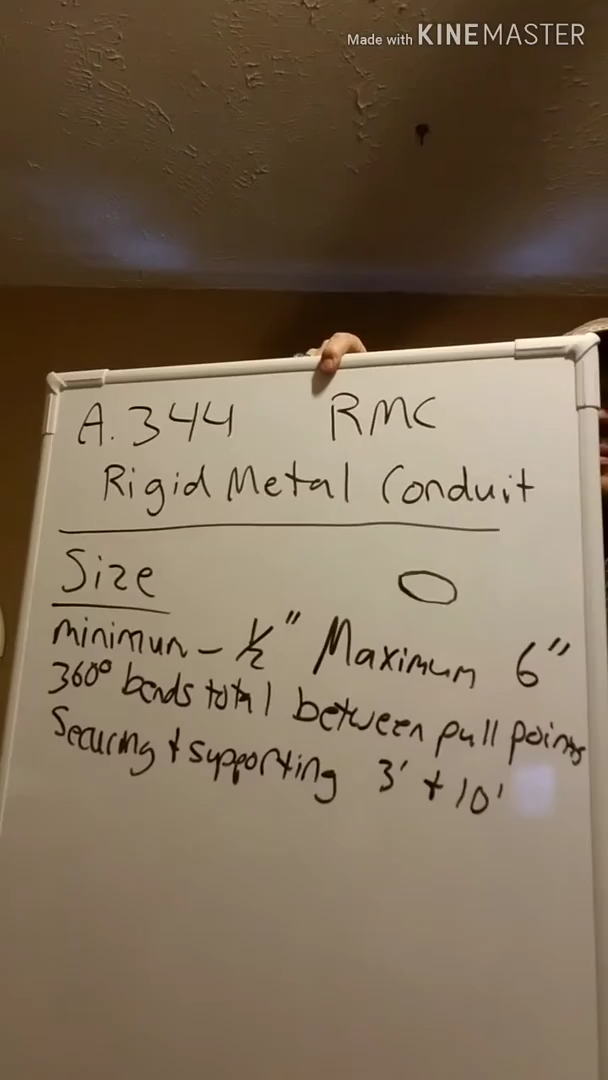 Made with KINEMASTER
A. 344 RMC
Rigid Metal Conduit
Size
minimun - 1/2" Maximum 6"
360° bends total between pull points
Securing + supporting 3' + 10'